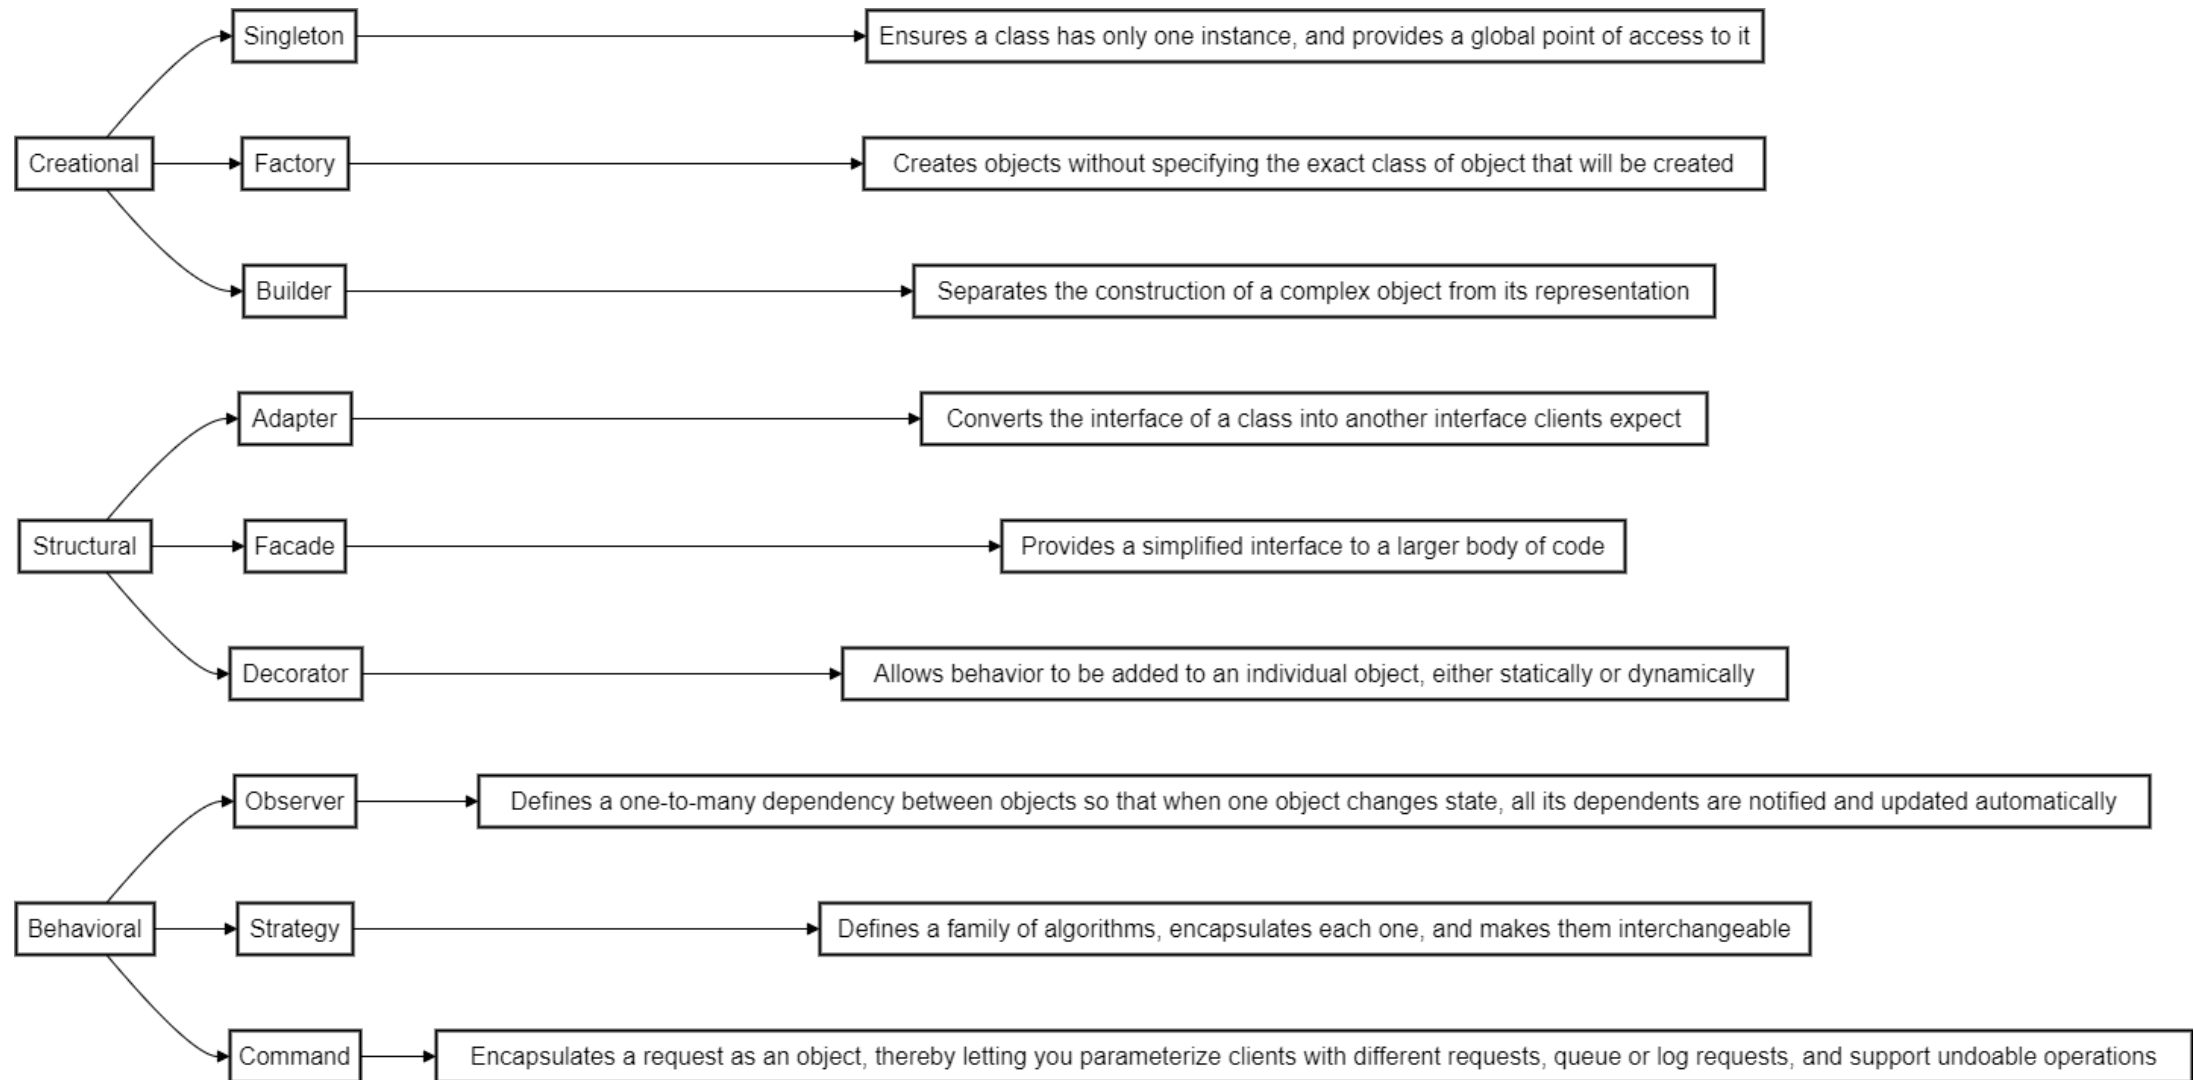 Singleton
Ensures a class has only one instance, and provides a global point of access to it
Creational
Factory
Creates objects without specifying the exact class of object that will be created
Builder
Separates the construction of a complex object from its representation
Adapter
Converts the interface of a class into another interface clients expect
Structural
Facade
Provides a simplified interface to a larger body of code
Decorator
Allows behavior to be added to an individual object, either statically or dynamically
Observer
Defines a one-to-many dependency between objects so that when one object changes state, all its dependents are notified and updated automatically
Behavioral
Strategy
Defines a family of algorithms, encapsulates each one, and makes them interchangeable
Command
Encapsulates a request as an object, thereby letting you parameterize clients with different requests, queue or log requests, and support undoable operations